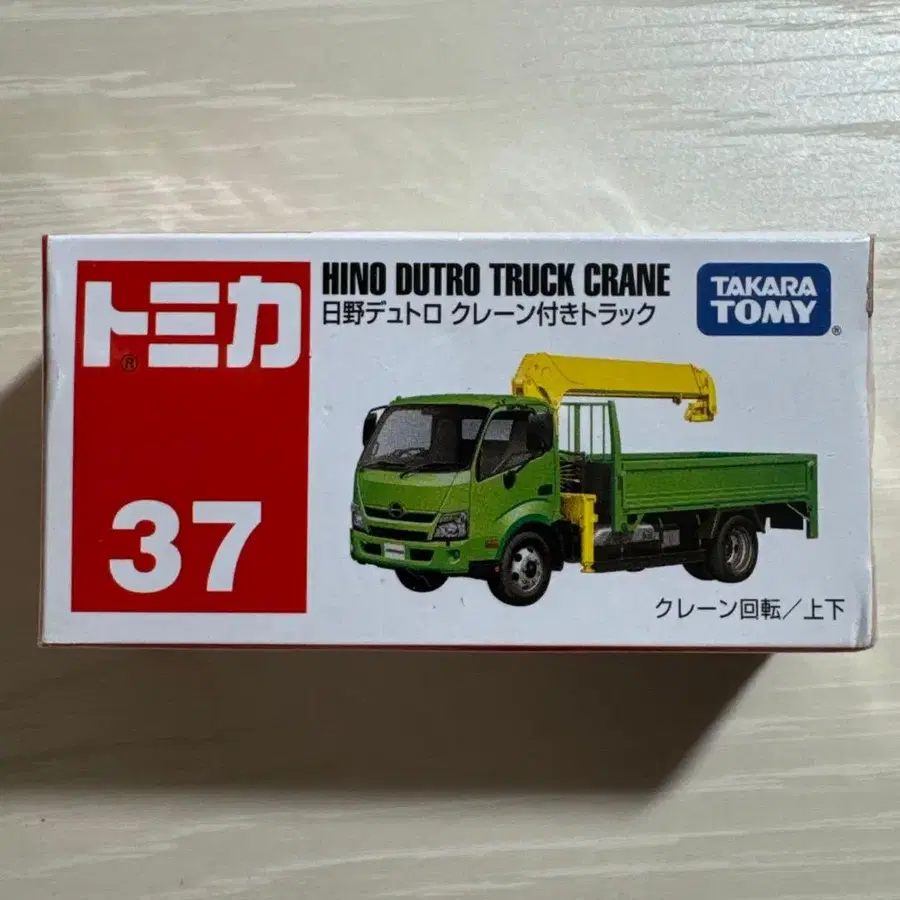 トミカ®
37
HINO DUTRO TRUCK CRANE
日野デュトロ クレーン付きトラック
TAKARA
TOMY®
クレーン回転／上下